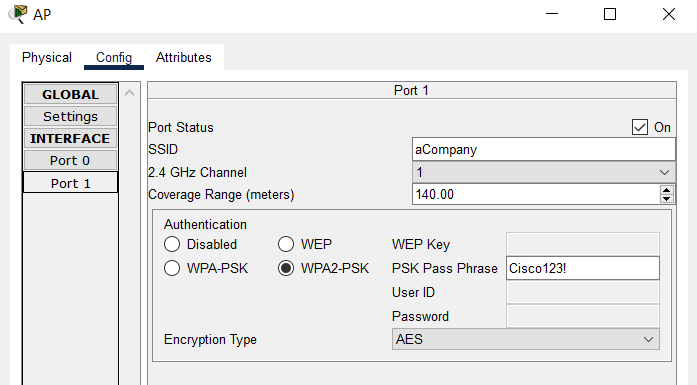 AP
Physical Config Attributes
GLOBAL
Settings
INTERFACE
Port 0
Port 1
Port 1
Port Status On
SSID aCompany
2.4 GHz Channel 1
Coverage Range (meters) 140.00
Authentication
Disabled WEP WEP Key
WPA-PSK WPA2-PSK PSK Pass Phrase Cisco123!
User ID
Password
Encryption Type AES